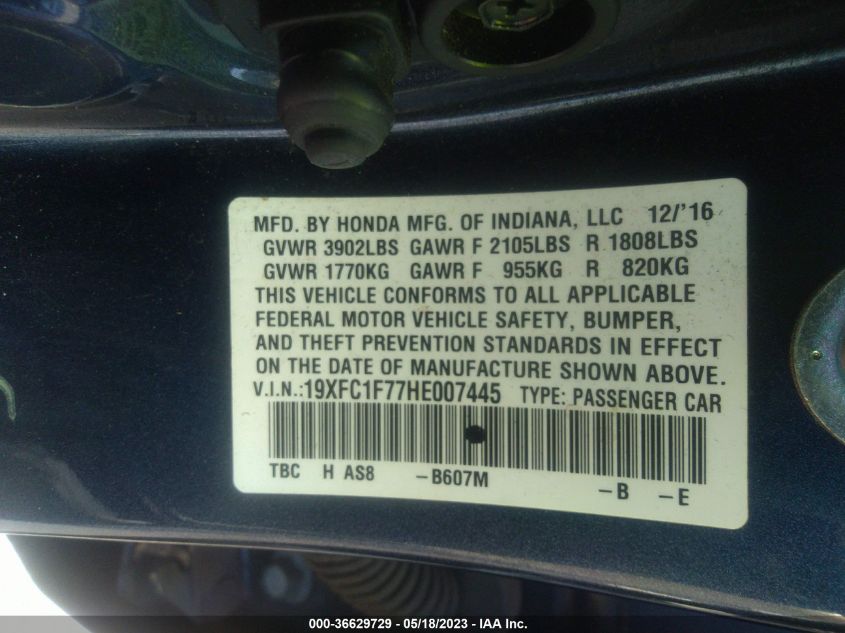 MFD. BY HONDA MFG. OF INDIANA, LLC 12/'16
GVWR 3902LBS GAWR F 2105LBS R 1808LBS
GVWR 1770KG GAWR F 955KG R 820KG
THIS VEHICLE CONFORMS TO ALL APPLICABLE
FEDERAL MOTOR VEHICLE SAFETY, BUMPER,
AND THEFT PREVENTION STANDARDS IN EFFECT
ON THE DATE OF MANUFACTURE SHOWN ABOVE.
V.I.N.:19XFC1F77HE007445 TYPE: PASSENGER CAR
TBC H AS8 -B607M -B -E
000-36629729 / 05/18/2023 - IAA Inc.